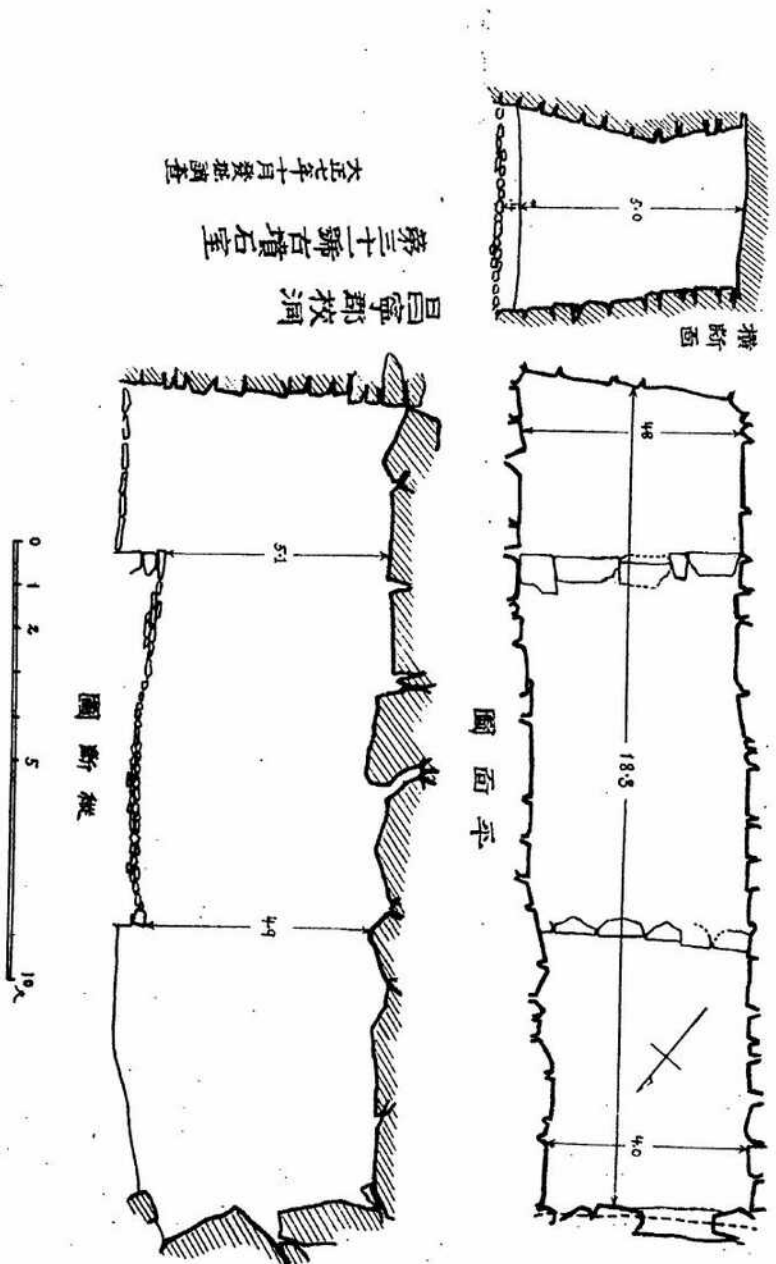 昌寧郡校洞
第三十一號古墳石室
大正七年十月發掘調查
橫斷面
5.0
平面圖
4.8
18.8
4.0
縱斷圖
5.1
4.9
0 1 2 5 10尺